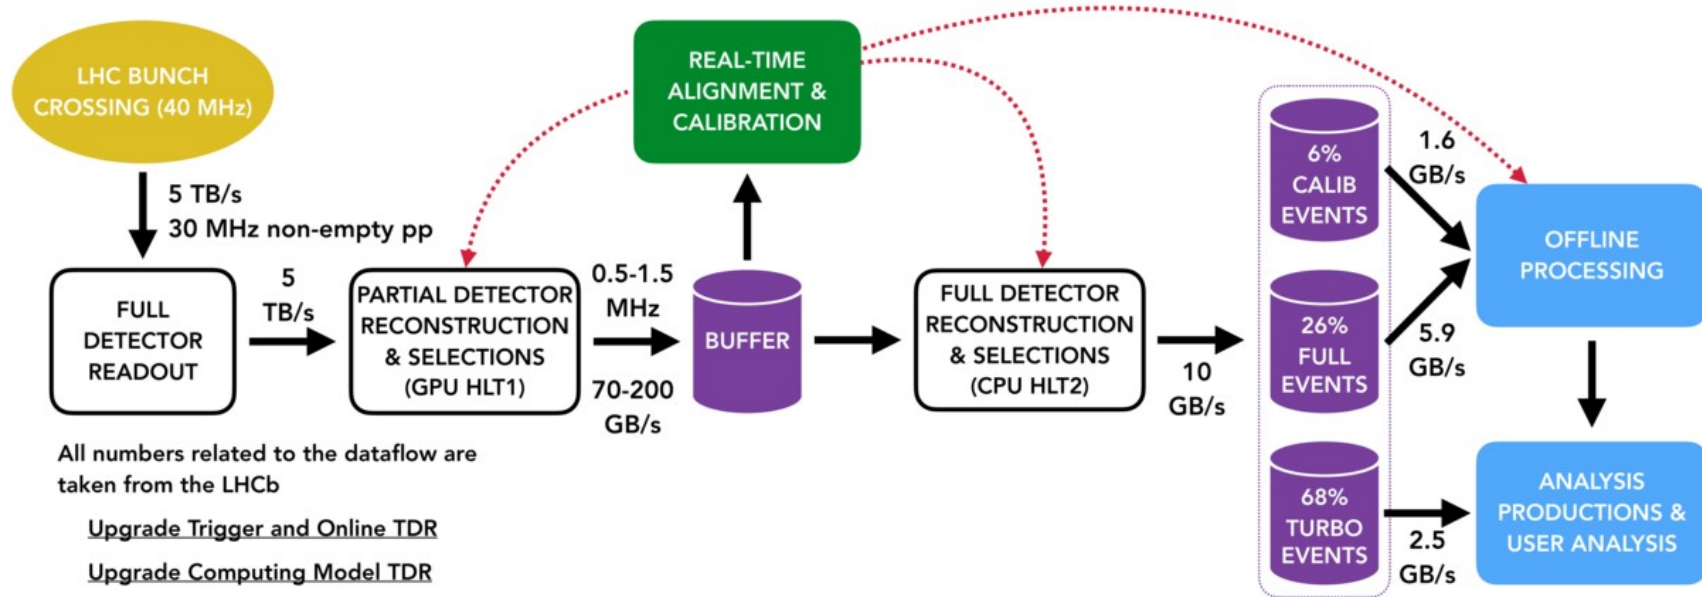 LHC BUNCH
CROSSING (40 MHz)
5 TB/s
30 MHz non-empty pp
FULL
DETECTOR
READOUT
5
TB/s
PARTIAL DETECTOR
RECONSTRUCTION
& SELECTIONS
(GPU HLT1)
0.5-1.5
MHz
70-200
GB/s
REAL-TIME
ALIGNMENT &
CALIBRATION
BUFFER
FULL DETECTOR
RECONSTRUCTION
& SELECTIONS
(CPU HLT2)
10
GB/s
6%
CALIB
EVENTS
1.6
GB/s
26%
FULL
EVENTS
5.9
GB/s
68%
TURBO
EVENTS
2.5
GB/s
OFFLINE
PROCESSING
ANALYSIS
PRODUCTIONS &
USER ANALYSIS
All numbers related to the dataflow are
taken from the LHCb
Upgrade Trigger and Online TDR
Upgrade Computing Model TDR